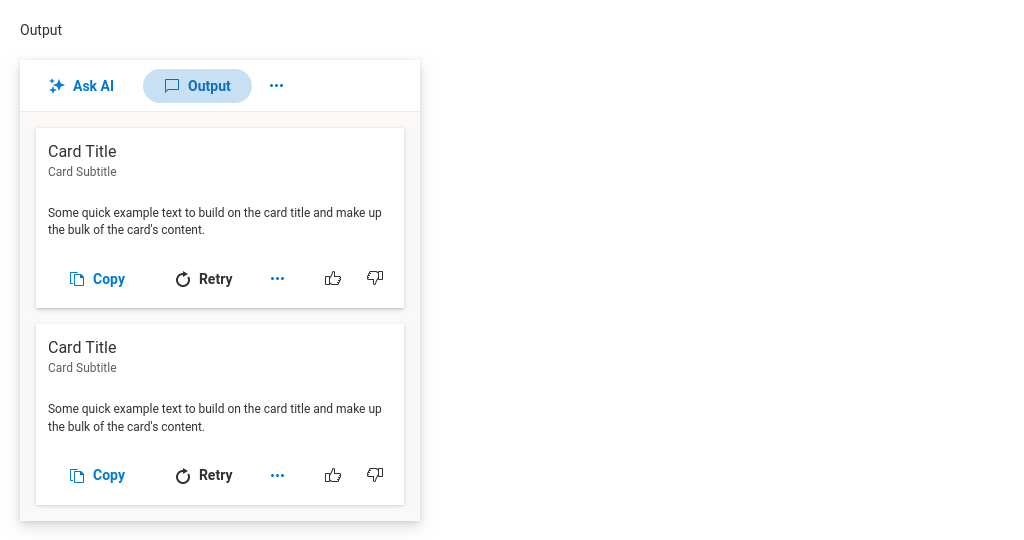 Output
Ask AI
Output
Card Title
Card Subtitle
Some quick example text to build on the card title and make up
the bulk of the card's content.
Copy
Retry
Card Title
Card Subtitle
Some quick example text to build on the card title and make up
the bulk of the card's content.
Copy
Retry